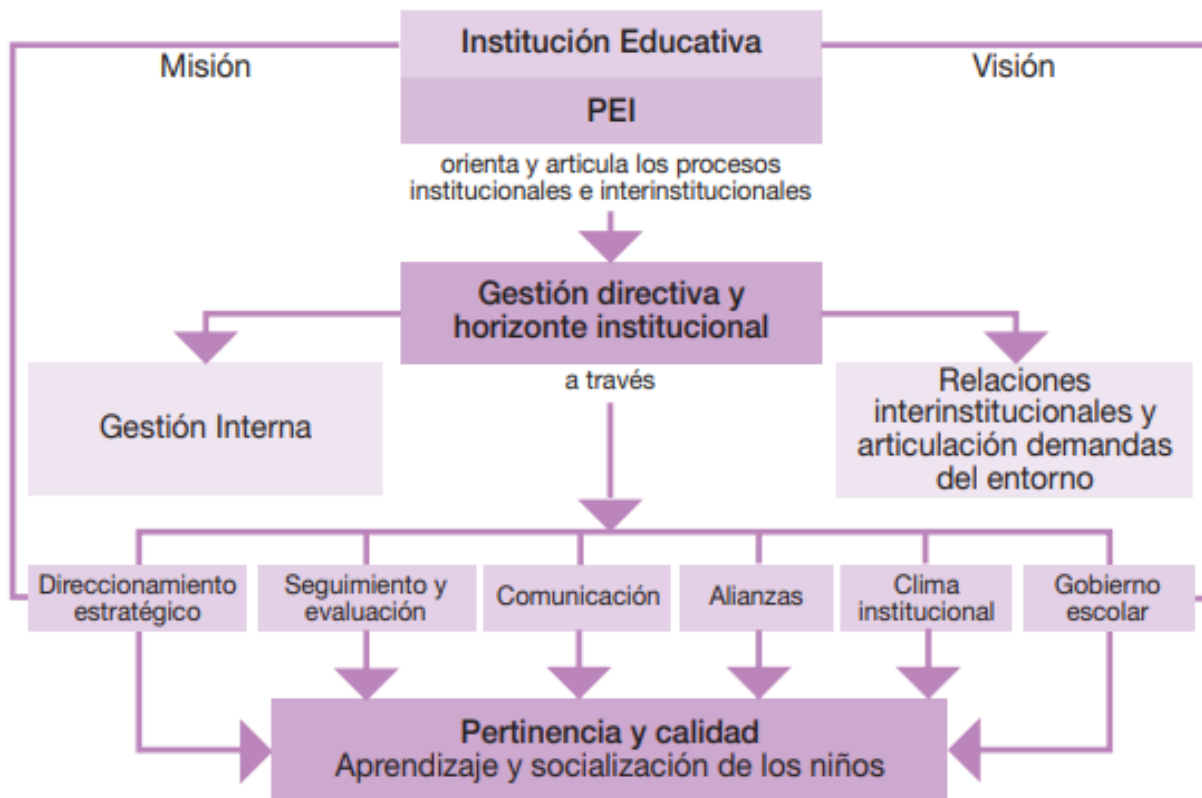 Institución Educativa
Misión
Visión
PEI
orienta y articula los procesos
institucionales e interinstitucionales
Gestión directiva y
horizonte institucional
a través
Gestión Interna
Relaciones
interinstitucionales y
articulación demandas
del entorno
Direccionamiento
estratégico
Seguimiento y
evaluación
Comunicación
Alianzas
Clima
institucional
Gobierno
escolar
Pertinencia y calidad
Aprendizaje y socialización de los niños